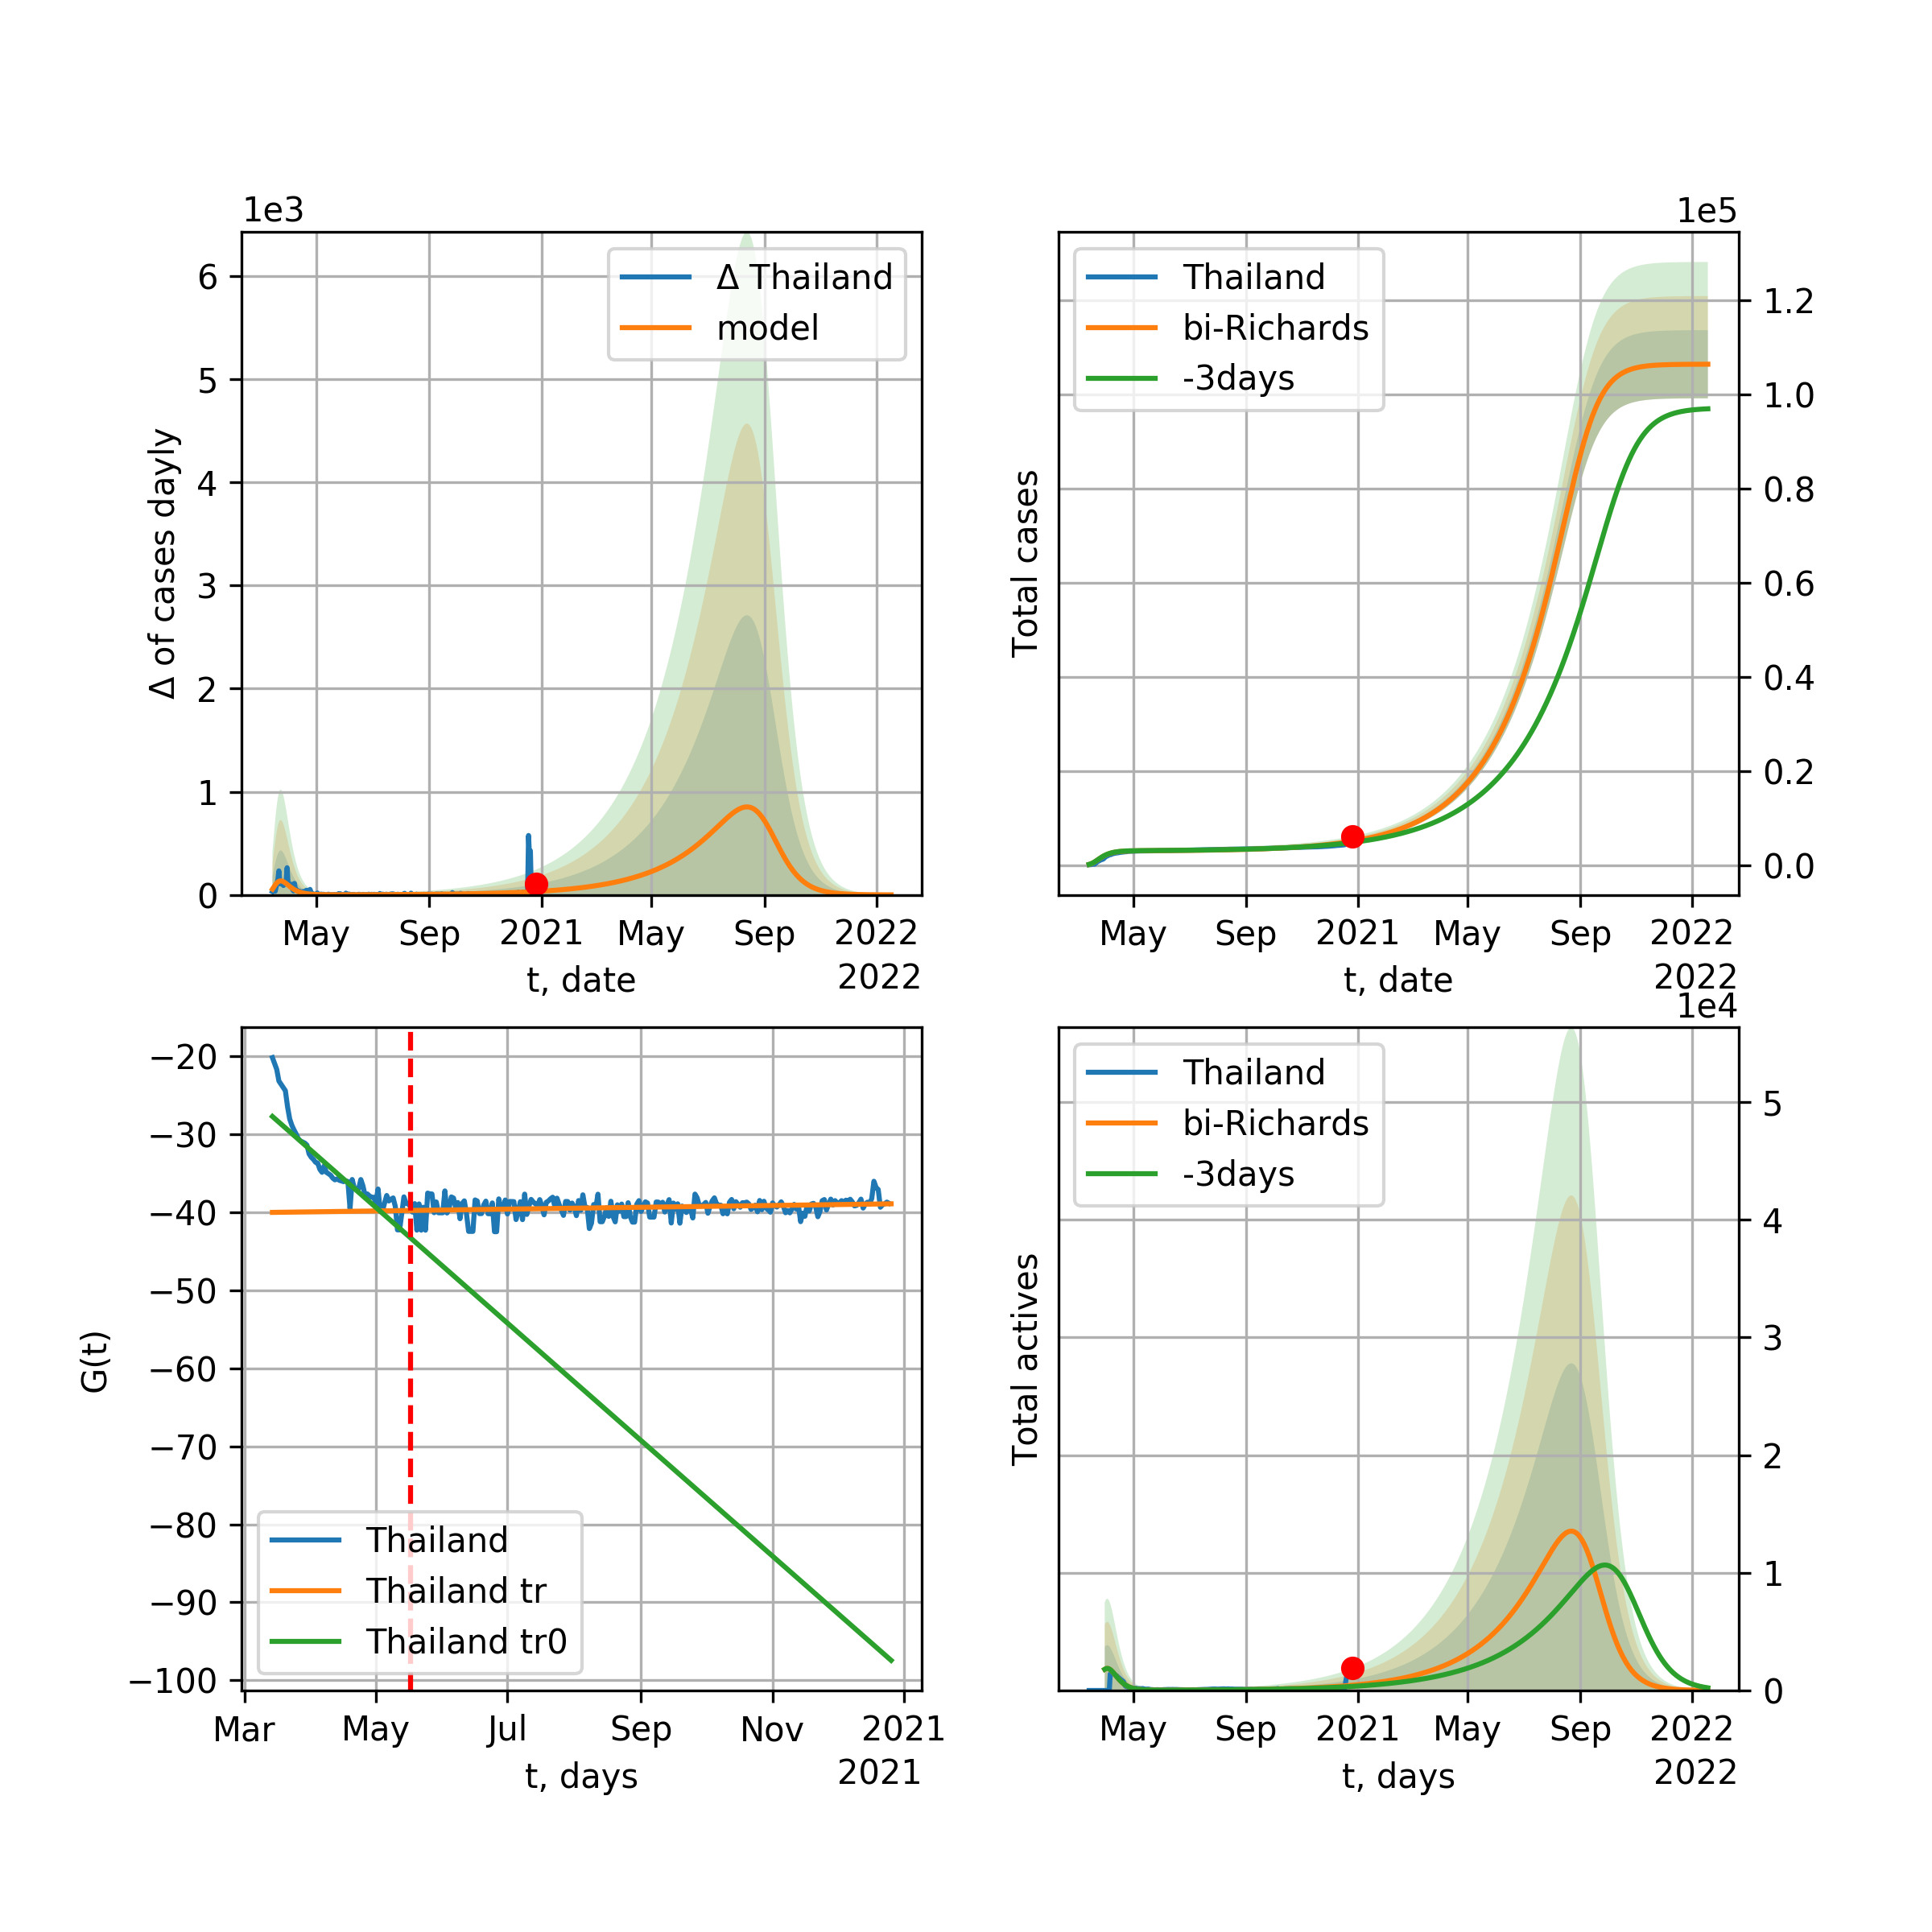 1e3
Δ of cases dayly
6
5
4
3
2
1
0
Δ Thailand
model
May Sep 2021 May Sep 2022
t, date
2022
1e5
Total cases
Thailand
bi-Richards
-3days
1.2
1.0
0.8
0.6
0.4
0.2
0.0
May Sep 2021 May Sep 2022
t, date
2022
G(t)
−20
−30
−40
−50
−60
−70
−80
−90
−100
Thailand
Thailand tr
Thailand tr0
Mar May Jul Sep Nov 2021
t, days
2021
1e4
Total actives
Thailand
bi-Richards
-3days
5
4
3
2
1
0
May Sep 2021 May Sep 2022
t, days
2022